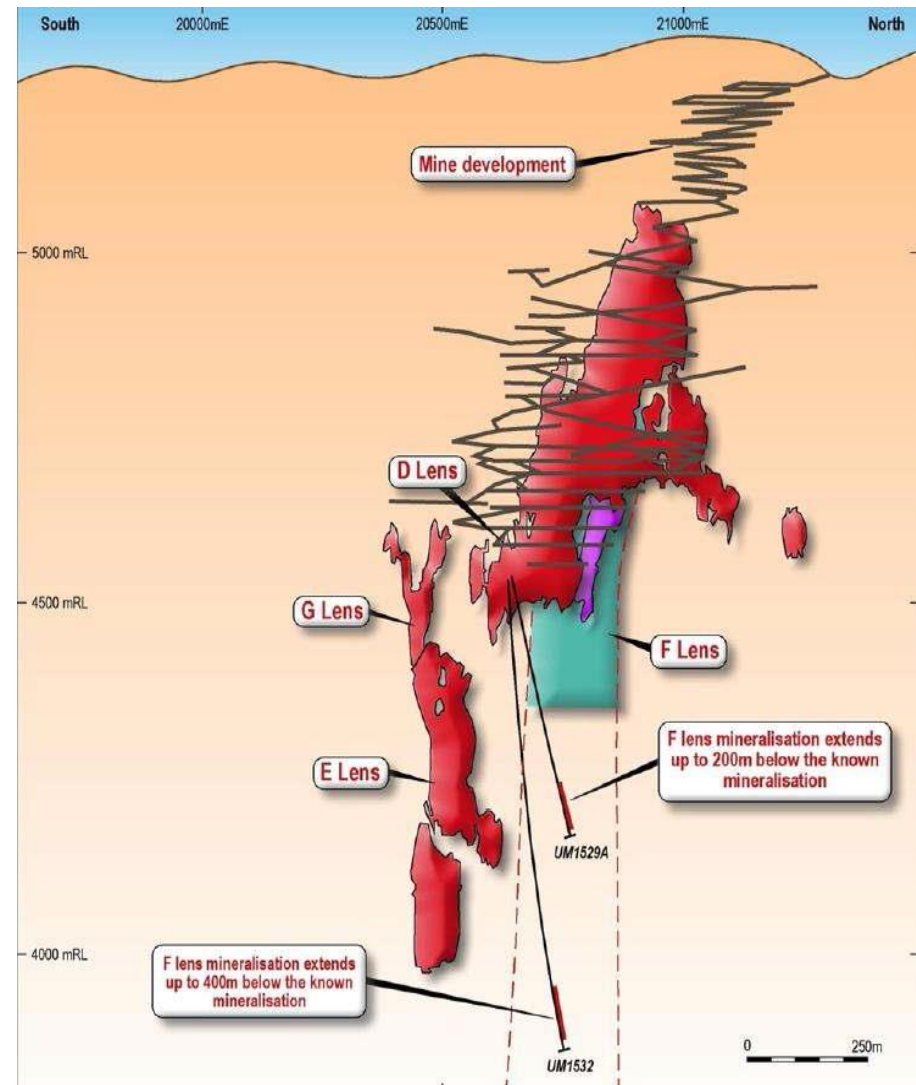 South
20000mE
20500mE
21000mE
North
Mine development
5000 mRL
D Lens
4500 mRL
G Lens
F Lens
E Lens
F lens mineralisation extends
up to 200m below the known
mineralisation
UM1529A
4000 mRL
F lens mineralisation extends
up to 400m below the known
mineralisation
UM1532
0
250m